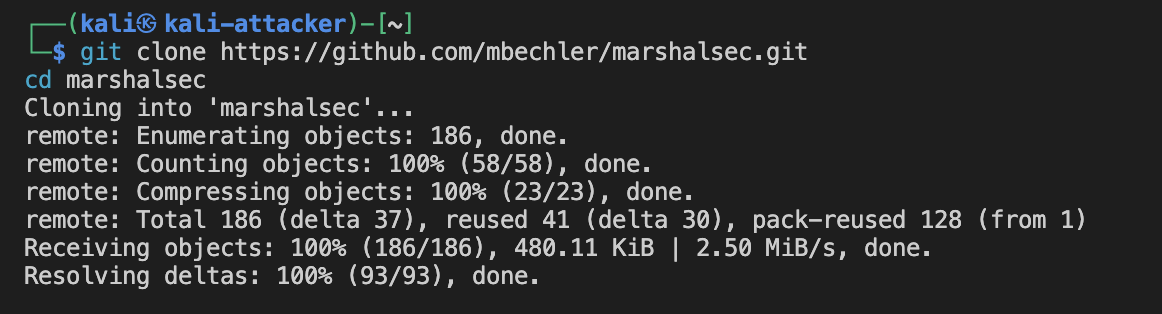 ┌──(kali㉿kali-attacker)-[~]
└─$ git clone https://github.com/mbechler/marshalsec.git
cd marshalsec
Cloning into 'marshalsec'...
remote: Enumerating objects: 186, done.
remote: Counting objects: 100% (58/58), done.
remote: Compressing objects: 100% (23/23), done.
remote: Total 186 (delta 37), reused 41 (delta 30), pack-reused 128 (from 1)
Receiving objects: 100% (186/186), 480.11 KiB | 2.50 MiB/s, done.
Resolving deltas: 100% (93/93), done.